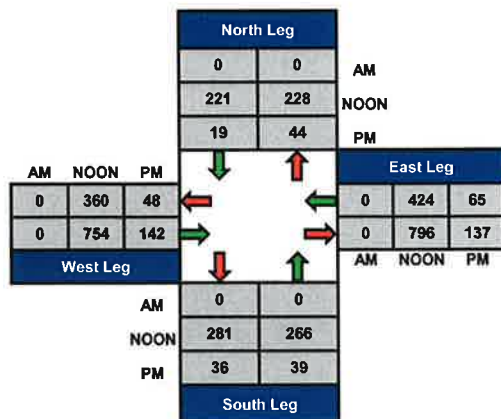 North Leg
0 0 AM
221 228 NOON
19 44 PM
AM NOON PM East Leg
0 360 48 0 424 65
0 754 142 0 796 137
West Leg AM NOON PM
AM 0 0
NOON 281 266
PM 36 39
South Leg